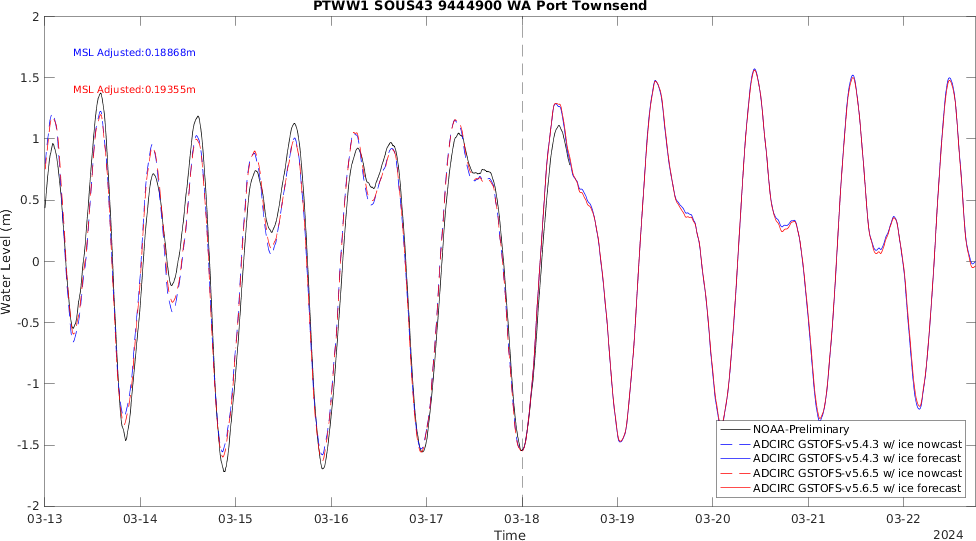 PTWW1 SOUS43 9444900 WA Port Townsend
MSL Adjusted:0.18868m
MSL Adjusted:0.19355m
Water Level (m)
2
1.5
1
0.5
0
-0.5
-1
-1.5
-2
NOAA-Preliminary
ADCIRC GSTOFS-v5.4.3 w/ ice nowcast
ADCIRC GSTOFS-v5.4.3 w/ ice forecast
ADCIRC GSTOFS-v5.6.5 w/ ice nowcast
ADCIRC GSTOFS-v5.6.5 w/ ice forecast
03-13 03-14 03-15 03-16 03-17 03-18 03-19 03-20 03-21 03-22
Time
2024